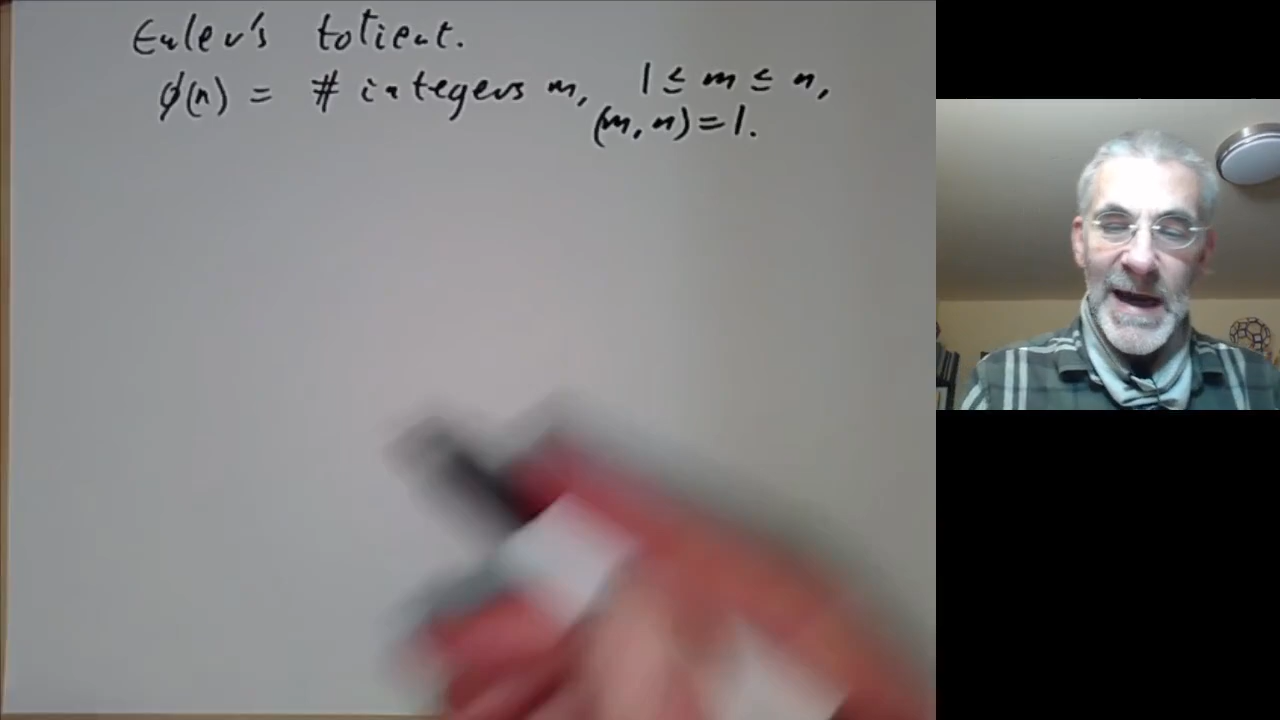 Euler's totient.
φ(n) = # integers m, 1 ≤ m ≤ n,
(m, n) = 1.